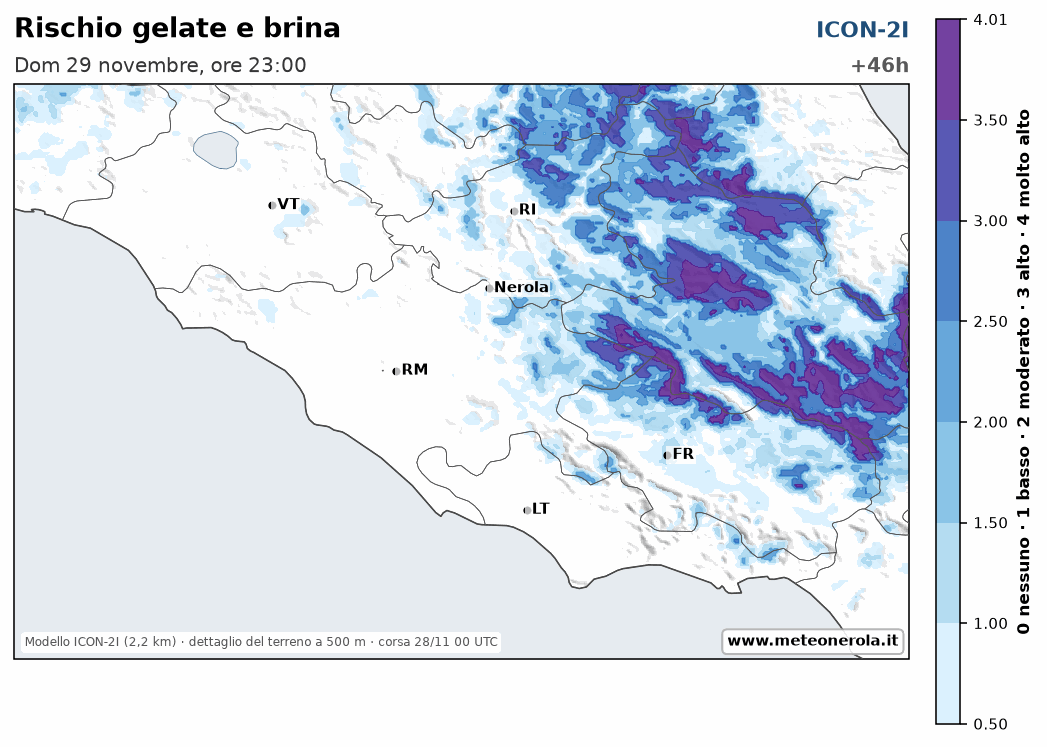 Rischio gelate e brina
ICON-2I
Dom 29 novembre, ore 23:00
+46h
VT
RI
Nerola
RM
FR
LT
Modello ICON-2I (2,2 km) · dettaglio del terreno a 500 m · corsa 28/11 00 UTC
www.meteonerola.it
4.01
3.50
3.00
2.50
2.00
1.50
1.00
0.50
0 nessuno · 1 basso · 2 moderato · 3 alto · 4 molto alto